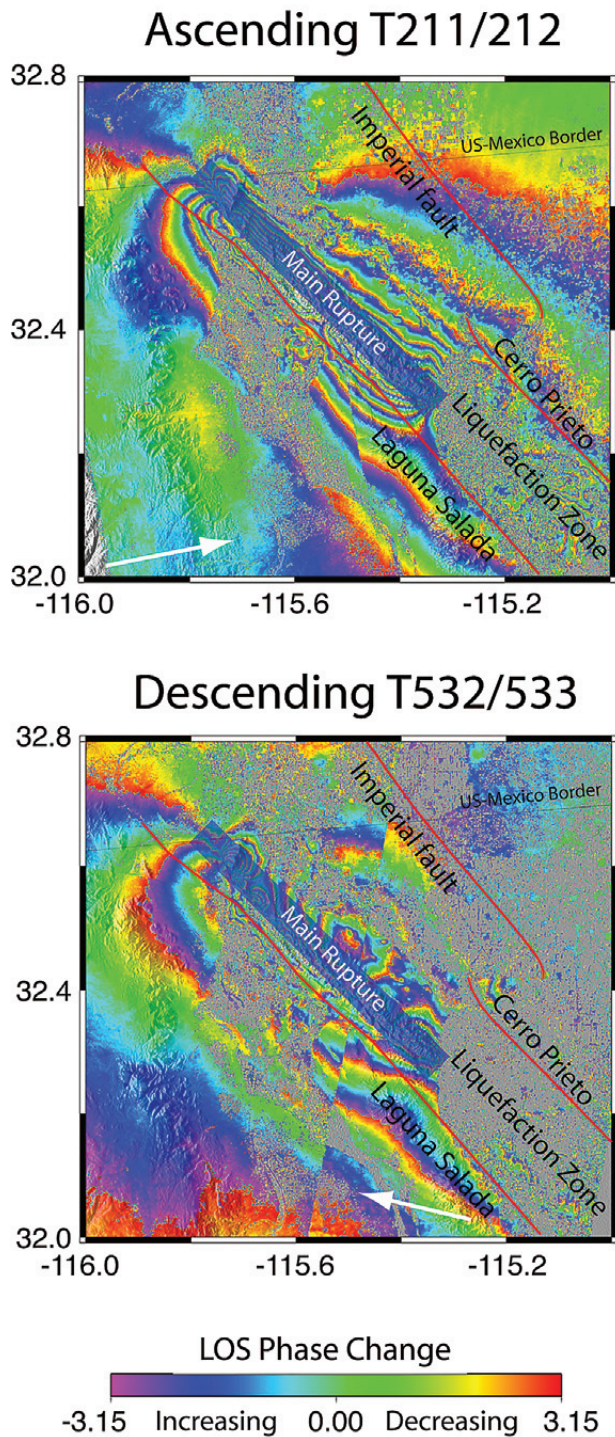 Ascending T211/212
32.8
US-Mexico Border
Imperial fault
Main Rupture
32.4
Cerro Prieto
Liquefaction Zone
Laguna Salada
32.0
-116.0 -115.6 -115.2
Descending T532/533
32.8
US-Mexico Border
Imperial fault
Main Rupture
32.4
Cerro Prieto
Liquefaction Zone
Laguna Salada
32.0
-116.0 -115.6 -115.2
LOS Phase Change
-3.15 Increasing 0.00 Decreasing 3.15